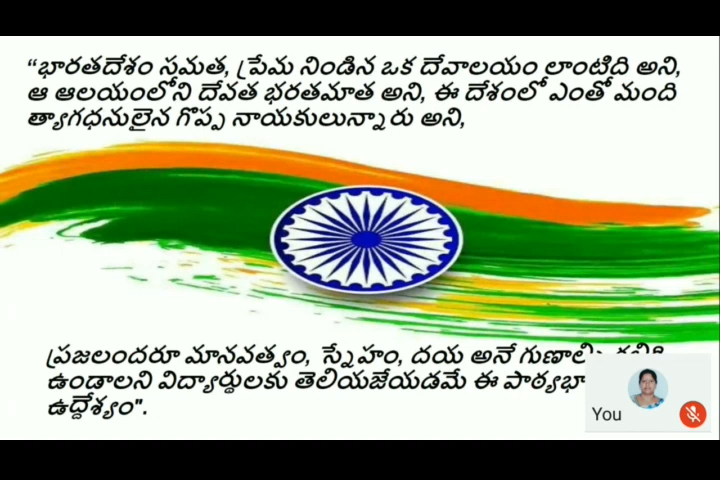 “భారతదేశం సమత, ప్రేమ నిండిన ఒక దేవాలయం లాంటిది అని,
ఆ ఆలయంలోని దేవత భరతమాత అని, ఈ దేశంలో ఎంతో మంది
త్యాగధనులైన గొప్ప నాయకులున్నారు అని,
ప్రజలందరూ మానవత్వం, స్నేహం, దయ అనే
ఉండాలని విద్యార్థులకు తెలియజేయడమే ఈ
ఉద్దేశ్యం".
You